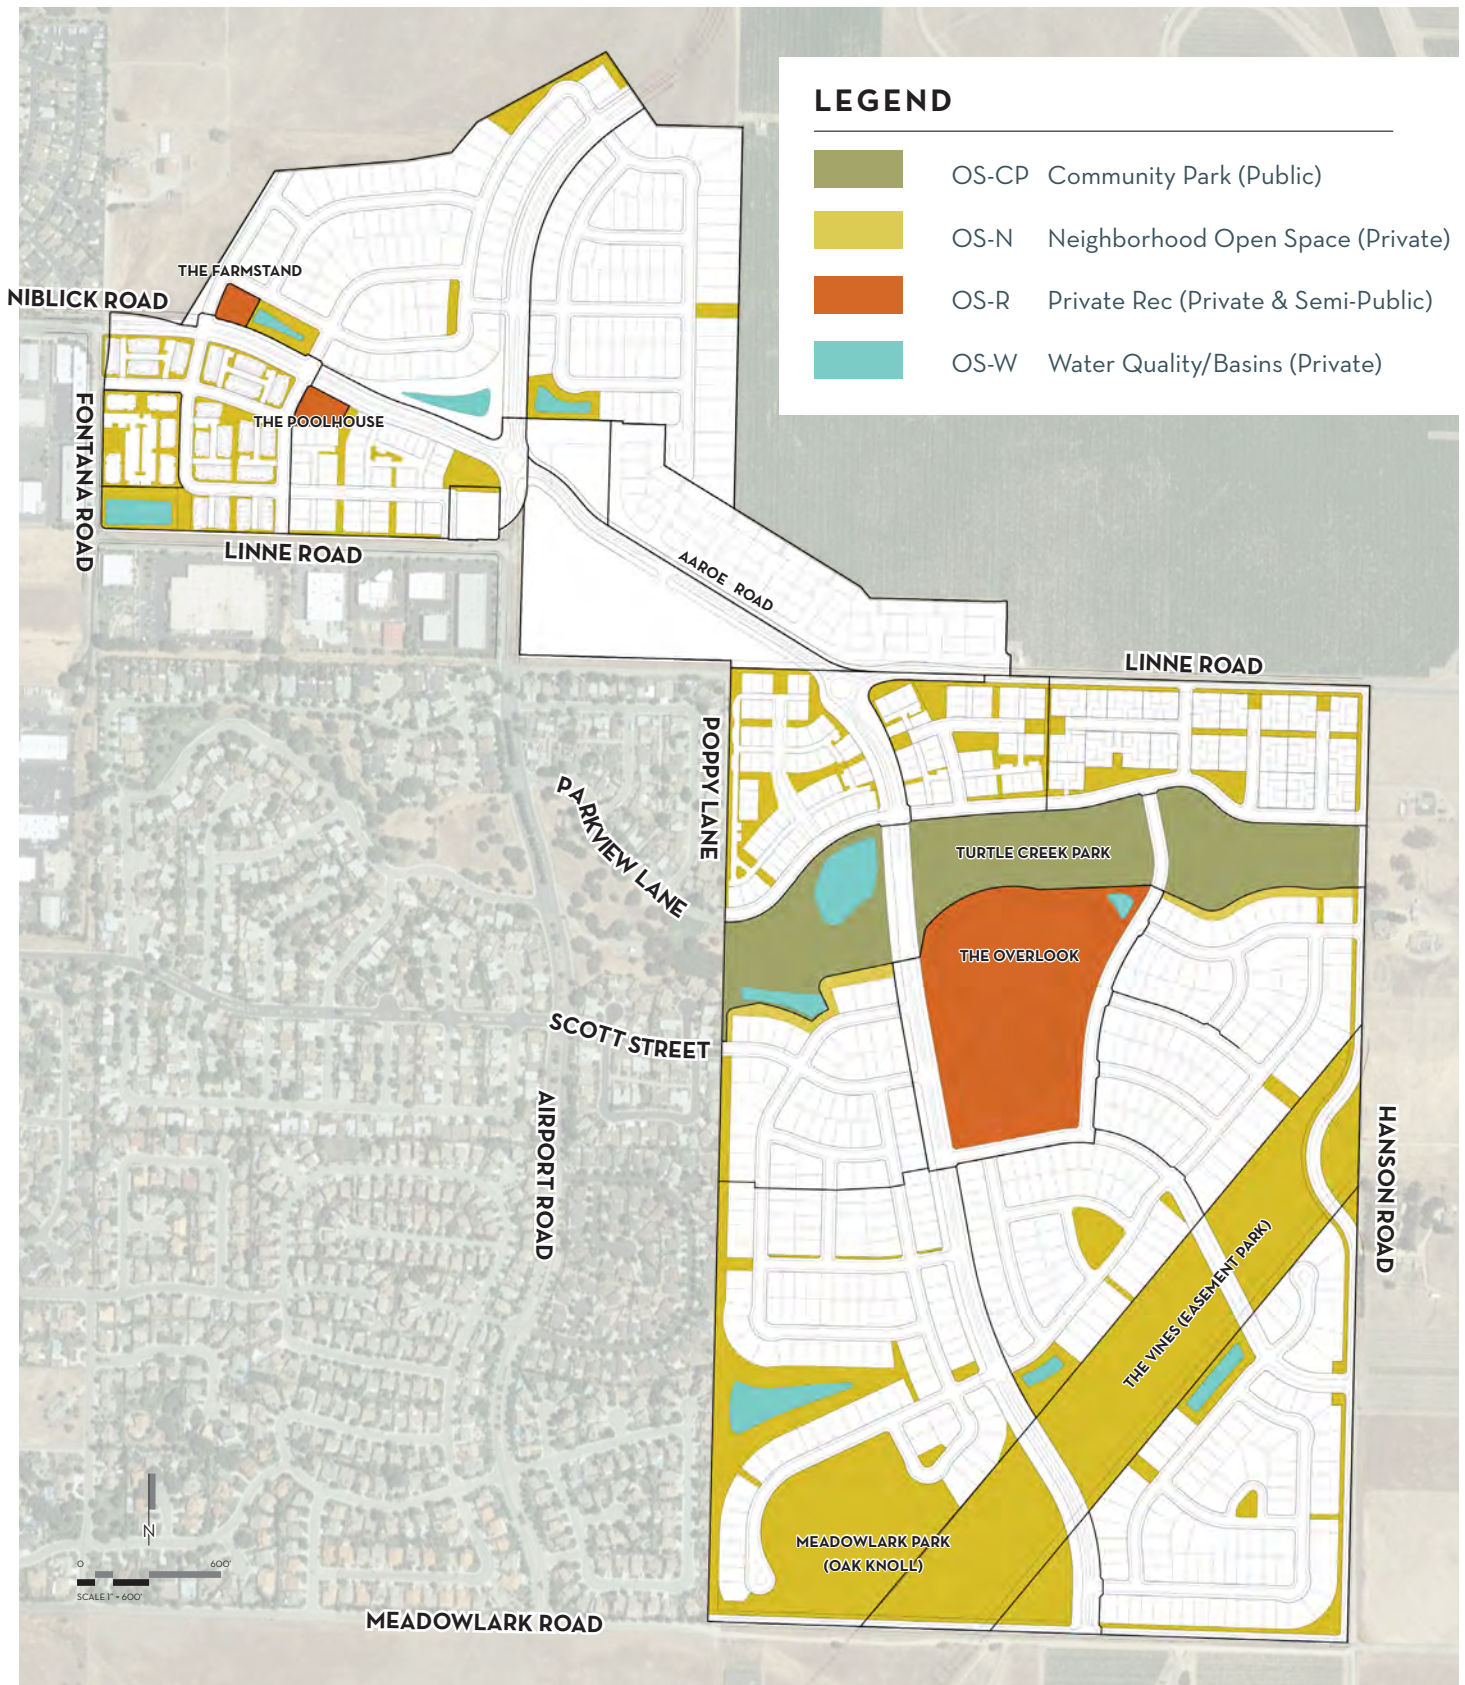 LEGEND
OS-CP Community Park (Public)
OS-N Neighborhood Open Space (Private)
OS-R Private Rec (Private & Semi-Public)
OS-W Water Quality/Basins (Private)
THE FARMSTAND
NIBLICK ROAD
THE POOLHOUSE
FONTANA ROAD
LINNE ROAD
AAROE ROAD
LINNE ROAD
POPPY LANE
PARKVIEW LANE
TURTLE CREEK PARK
THE OVERLOOK
SCOTT STREET
AIRPORT ROAD
HANSON ROAD
THE VINES (EASEMENT PARK)
MEADOWLARK PARK
(OAK KNOLL)
N
0 600'
SCALE 1" = 600'
MEADOWLARK ROAD